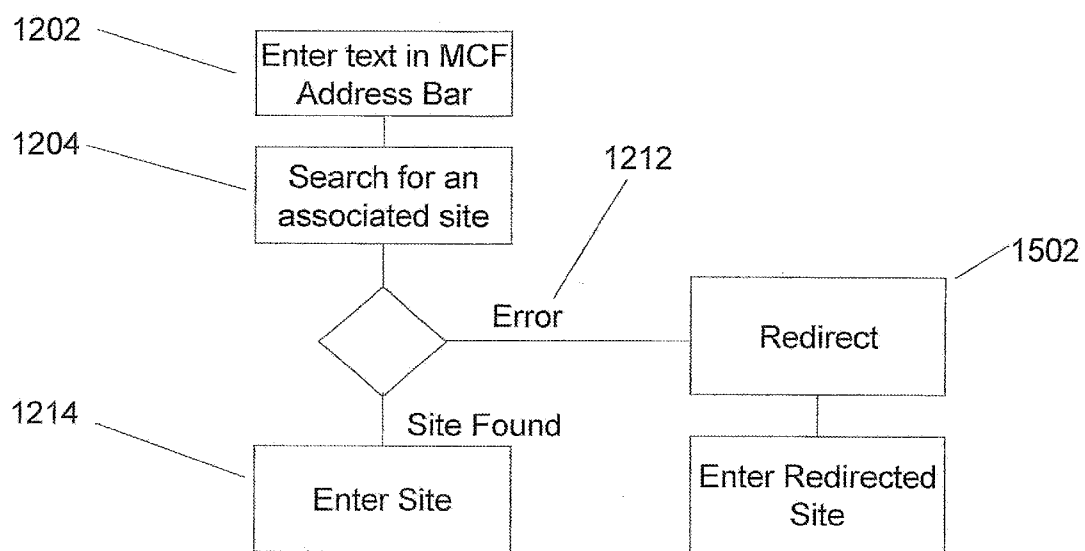 1202
Enter text in MCF
Address Bar
1204
Search for an
associated site
1212
1502
Error
Redirect
1214
Site Found
Enter Site
Enter Redirected
Site